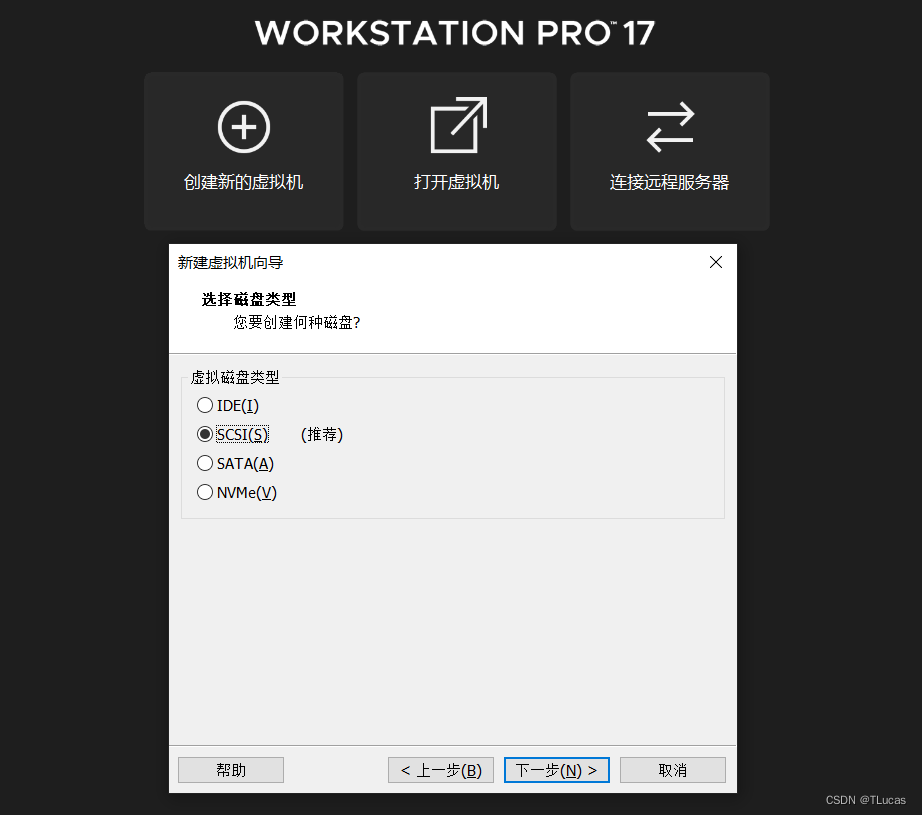 WORKSTATION PRO™ 17
创建新的虚拟机
打开虚拟机
连接远程服务器
新建虚拟机向导
选择磁盘类型
您要创建何种磁盘?
虚拟磁盘类型
IDE(I)
SCSI(S) (推荐)
SATA(A)
NVMe(V)
帮助
< 上一步(B)
下一步(N) >
取消
CSDN @TLucas